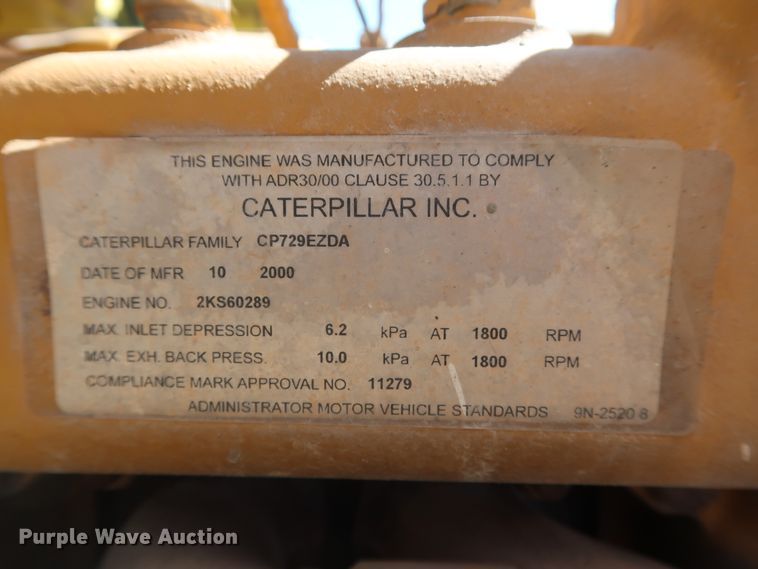 THIS ENGINE WAS MANUFACTURED TO COMPLY
WITH ADR30/00 CLAUSE 30.5.1.1 BY
CATERPILLAR INC.
CATERPILLAR FAMILY CP729EZDA
DATE OF MFR 10 2000
ENGINE NO. 2KS60289
MAX. INLET DEPRESSION 6.2 kPa AT 1800 RPM
MAX. EXH. BACK PRESS. 10.0 kPa AT 1800 RPM
COMPLIANCE MARK APPROVAL NO. 11279
ADMINISTRATOR MOTOR VEHICLE STANDARDS 9N-2520 8
Purple Wave Auction